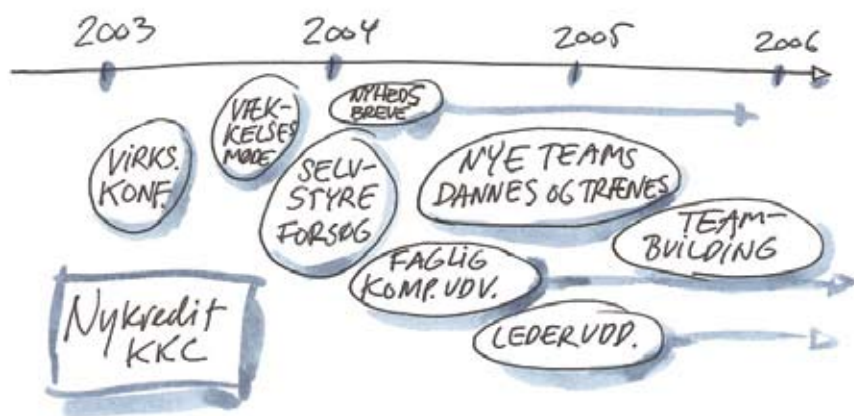 2003 2004 2005 2006
VIRKS.
KONF.
VÆK-
KELSES
MØDE
NYHEDS
BREVE
SELV-
STYRE
FORSØG
NYE TEAMS
DANNES OG TRÆNES
TEAM-
BUILDING
FAGLIG
KOMP. UDV.
LEDERUDD.
Nykredit
KKC